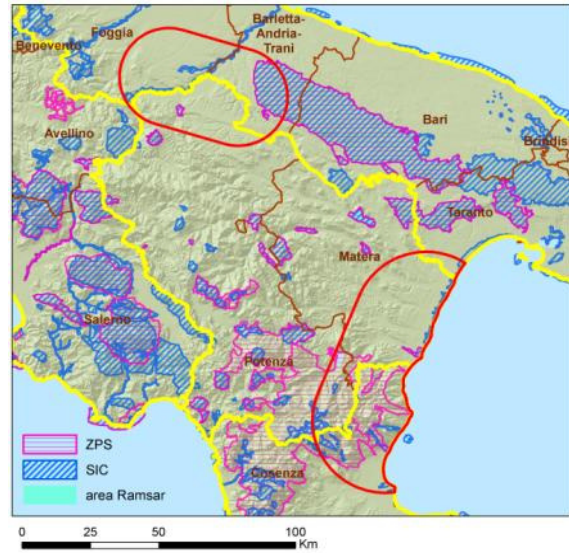 Foggia
Barletta-
Andria-
Trani
Benevento
Avellino
Bari
Brindisi
Taranto
Matera
Salerno
Potenza
Cosenza
ZPS
SIC
area Ramsar
0 25 50 100
Km